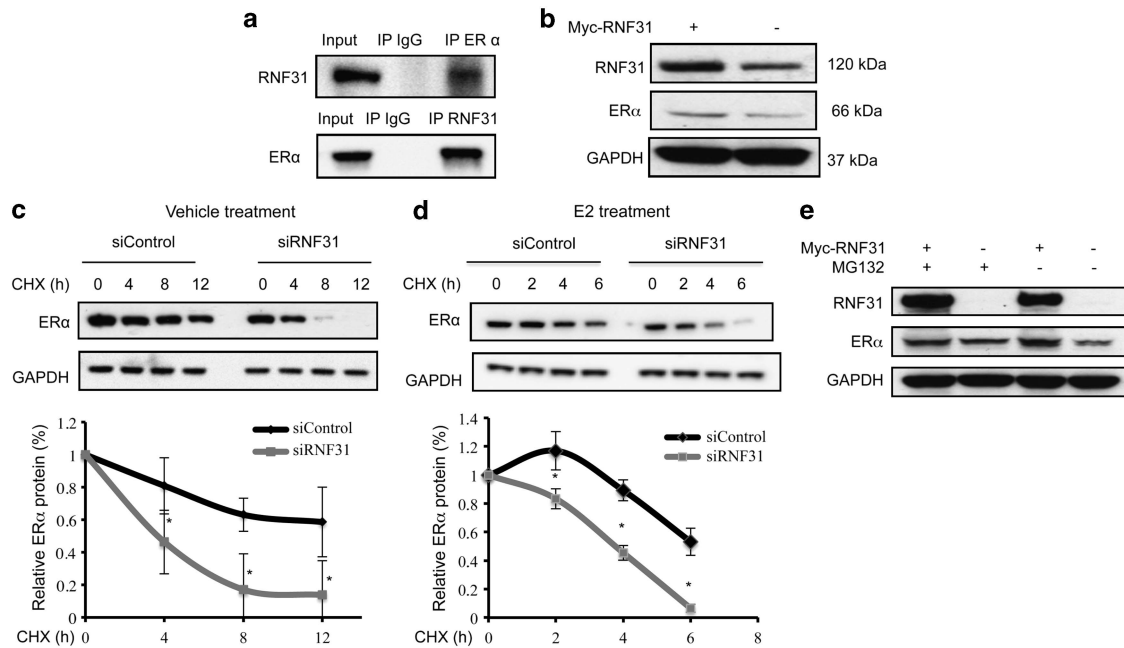 a
Input IP IgG IP ER α
RNF31
Input IP IgG IP RNF31
ERα
b
Myc-RNF31 + -
RNF31 120 kDa
ERα 66 kDa
GAPDH 37 kDa
c
Vehicle treatment
siControl siRNF31
CHX (h) 0 4 8 12 0 4 8 12
ERα
GAPDH
1.2
1
0.8
0.6
0.4
0.2
0
Relative ERα protein (%)
siControl
siRNF31
* * *
CHX (h) 0 4 8 12
d
E2 treatment
siControl siRNF31
CHX (h) 0 2 4 6 0 2 4 6
ERα
GAPDH
1.4
1.2
1
0.8
0.6
0.4
0.2
0
Relative ERα protein (%)
siControl
siRNF31
* * *
CHX (h) 0 2 4 6 8
e
Myc-RNF31 + - + -
MG132 + + - -
RNF31
ERα
GAPDH